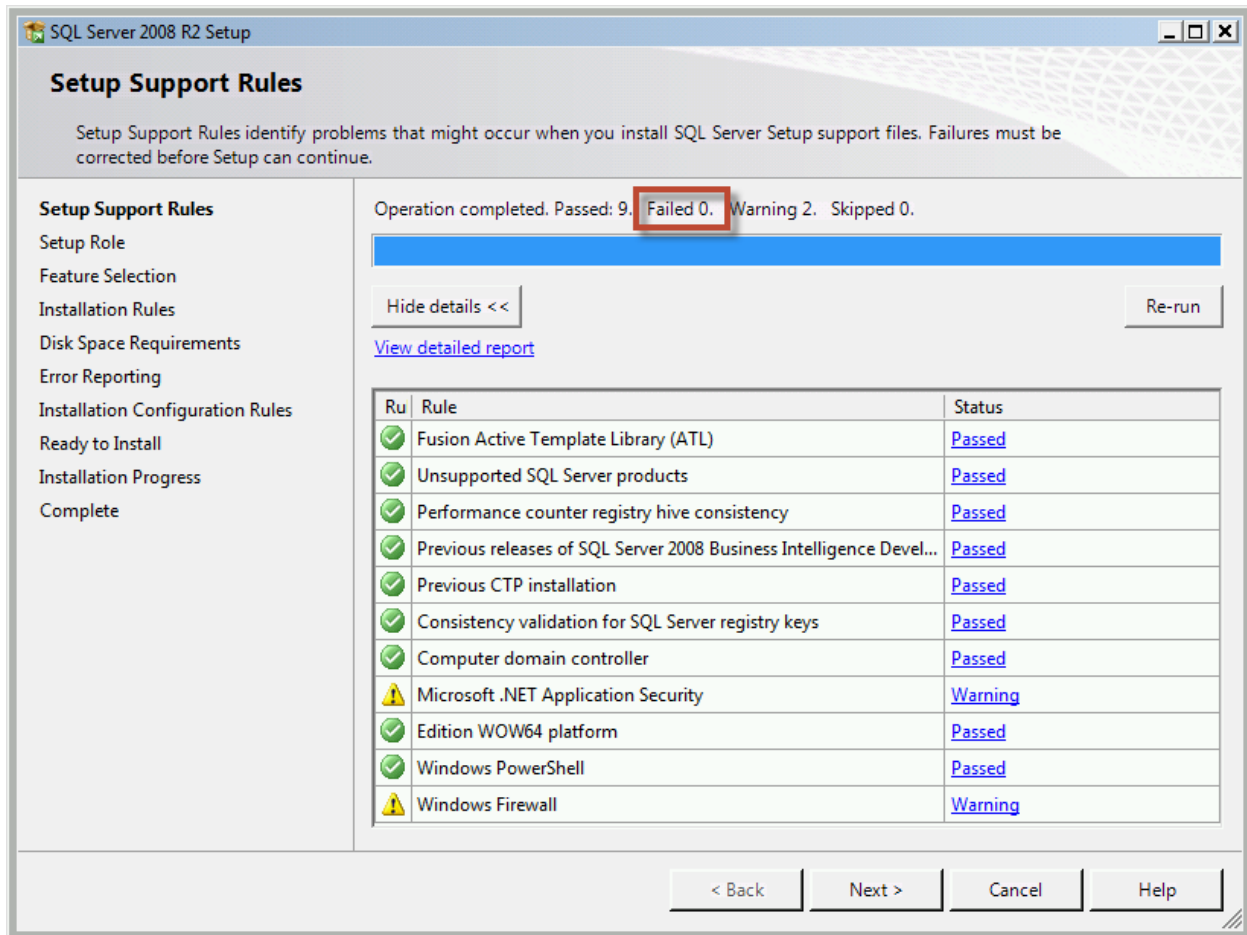 SQL Server 2008 R2 Setup
Setup Support Rules
Setup Support Rules identify problems that might occur when you install SQL Server Setup support files. Failures must be
corrected before Setup can continue.
Setup Support Rules
Setup Role
Feature Selection
Installation Rules
Disk Space Requirements
Error Reporting
Installation Configuration Rules
Ready to Install
Installation Progress
Complete
Operation completed. Passed: 9. Failed 0. Warning 2. Skipped 0.
Hide details <<
Re-run
View detailed report
Ru Rule Status
Fusion Active Template Library (ATL) Passed
Unsupported SQL Server products Passed
Performance counter registry hive consistency Passed
Previous releases of SQL Server 2008 Business Intelligence Devel... Passed
Previous CTP installation Passed
Consistency validation for SQL Server registry keys Passed
Computer domain controller Passed
Microsoft .NET Application Security Warning
Edition WOW64 platform Passed
Windows PowerShell Passed
Windows Firewall Warning
< Back Next > Cancel Help